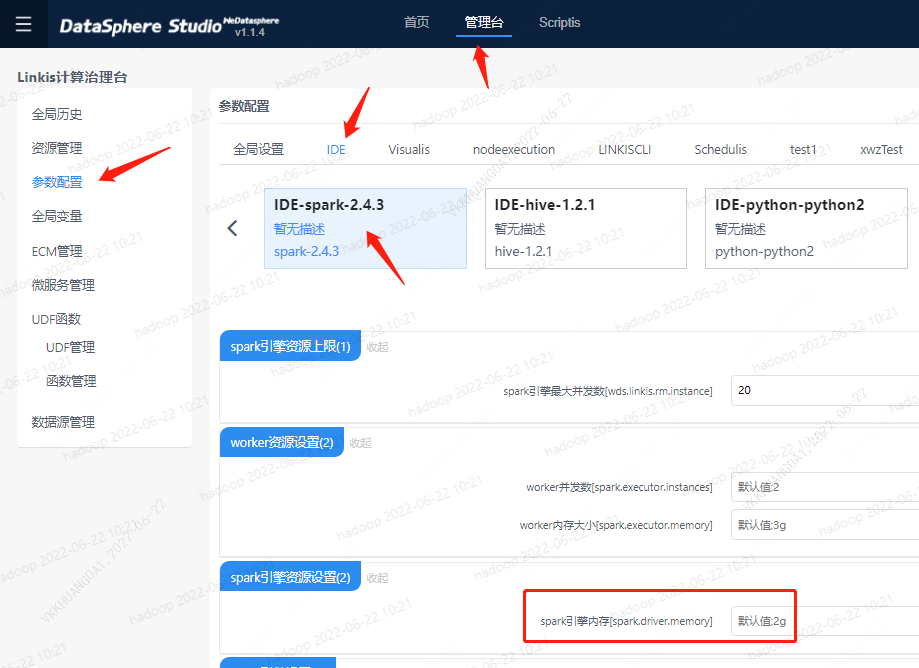 DataSphere Studio WeDatasphere
v1.1.4
首页 管理台 Scriptis
Linkis计算治理台
全局历史
资源管理
参数配置
全局变量
ECM管理
微服务管理
UDF函数
UDF管理
函数管理
数据源管理
参数配置
全局设置 IDE Visualis nodeexecution LINKISCLI Schedulis test1 xwzTest
IDE-spark-2.4.3
暂无描述
spark-2.4.3
IDE-hive-1.2.1
暂无描述
hive-1.2.1
IDE-python-python2
暂无描述
python-python2
spark引擎资源上限(1) 收起
spark引擎最大并发数[wds.linkis.rm.instance] 20
worker资源设置(2) 收起
worker并发数[spark.executor.instances] 默认值:2
worker内存大小[spark.executor.memory] 默认值:3g
spark引擎资源设置(2) 收起
spark引擎内存[spark.driver.memory] 默认值:2g
hadoop 2022-06-22 10:21